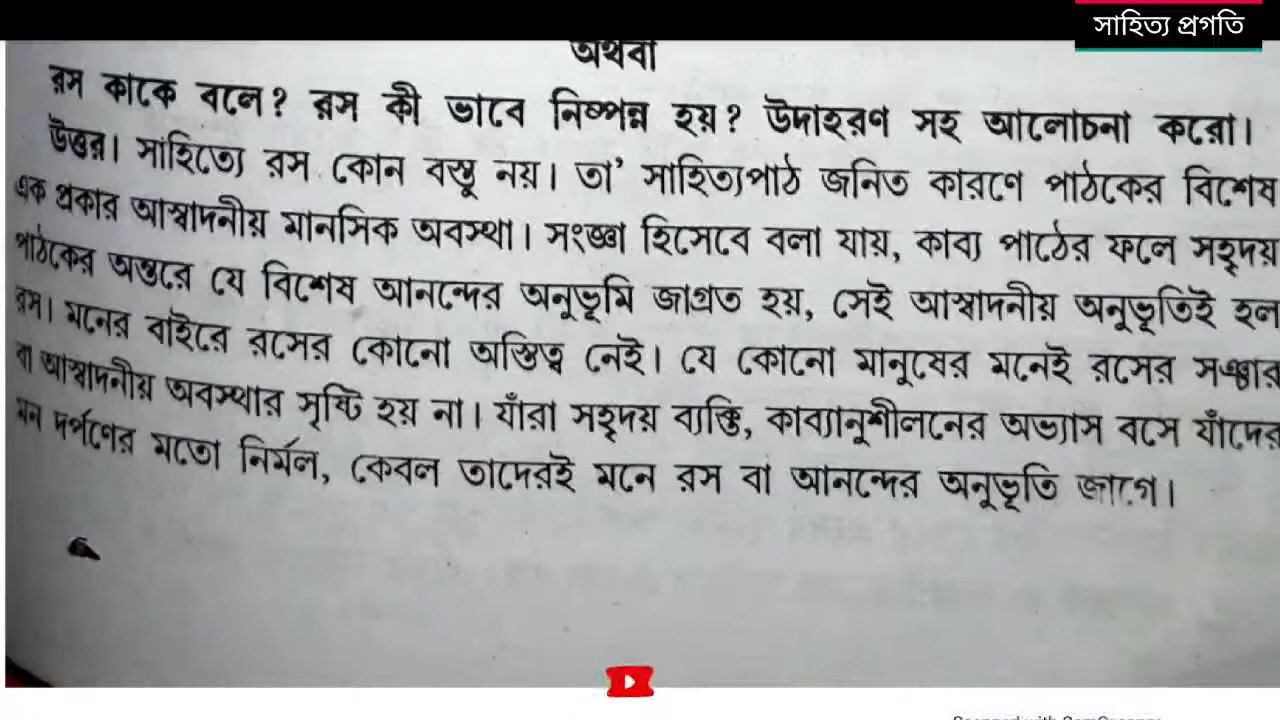 সাহিত্য প্রগতি
অথবা
রস কাকে বলে? রস কী ভাবে নিষ্পন্ন হয়? উদাহরণ সহ আলোচনা করো।
উত্তর। সাহিত্যে রস কোন বস্তু নয়। তা' সাহিত্যপাঠ জনিত কারণে পাঠকের বিশেষ
এক প্রকার আস্বাদনীয় মানসিক অবস্থা। সংজ্ঞা হিসেবে বলা যায়, কাব্য পাঠের ফলে সহৃদয়
পাঠকের অন্তরে যে বিশেষ আনন্দের অনুভূমি জাগ্রত হয়, সেই আস্বাদনীয় অনুভূতিই হল
রস। মনের বাইরে রসের কোনো অস্তিত্ব নেই। যে কোনো মানুষের মনেই রসের সঞ্চার
বা আস্বাদনীয় অবস্থার সৃষ্টি হয় না। যাঁরা সহৃদয় ব্যক্তি, কাব্যানুশীলনের অভ্যাস বসে যাঁদের
মন দর্পণের মতো নির্মল, কেবল তাদেরই মনে রস বা আনন্দের অনুভূতি জাগে।